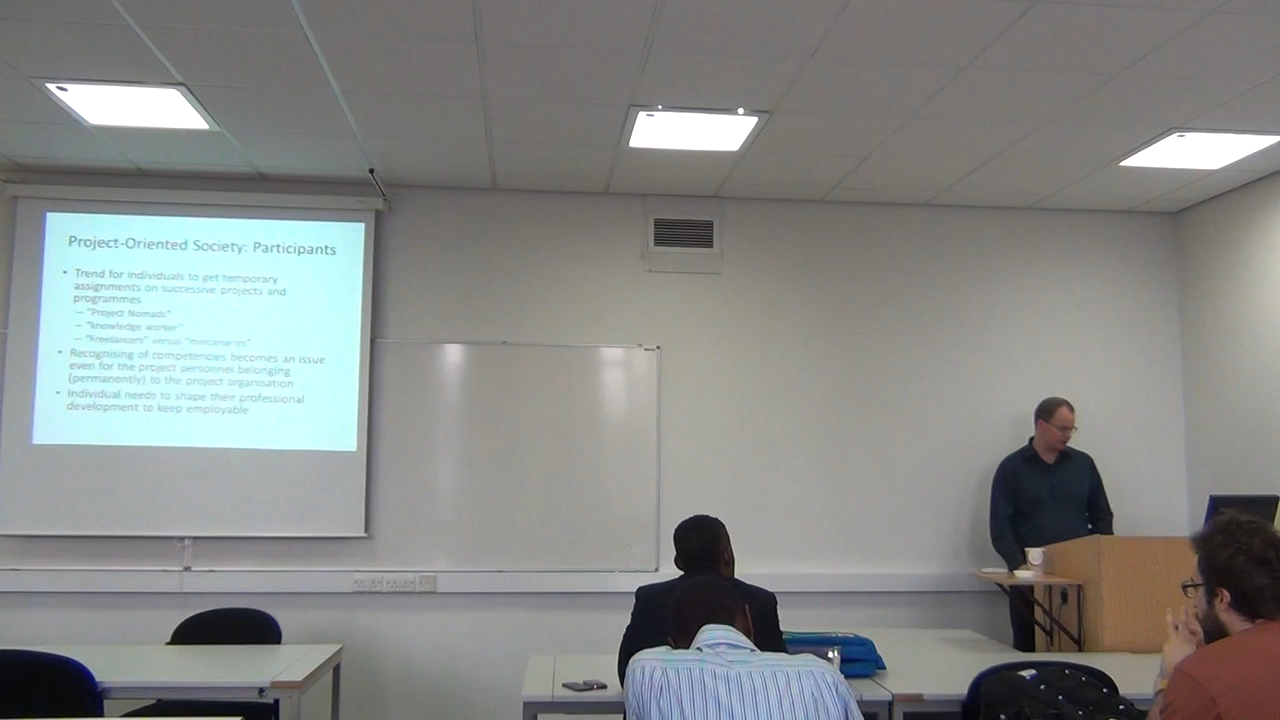 Project-Oriented Society: Participants
• Trend for individuals to get temporary
assignments on successive projects and
programmes
– "Project Nomads"
– "knowledge worker"
– "Freelancers" versus "mercenaries"
• Recognising of competencies becomes an issue
even for the project personnel belonging
(permanently) to the project organisation
• Individual needs to shape their professional
development to keep employable